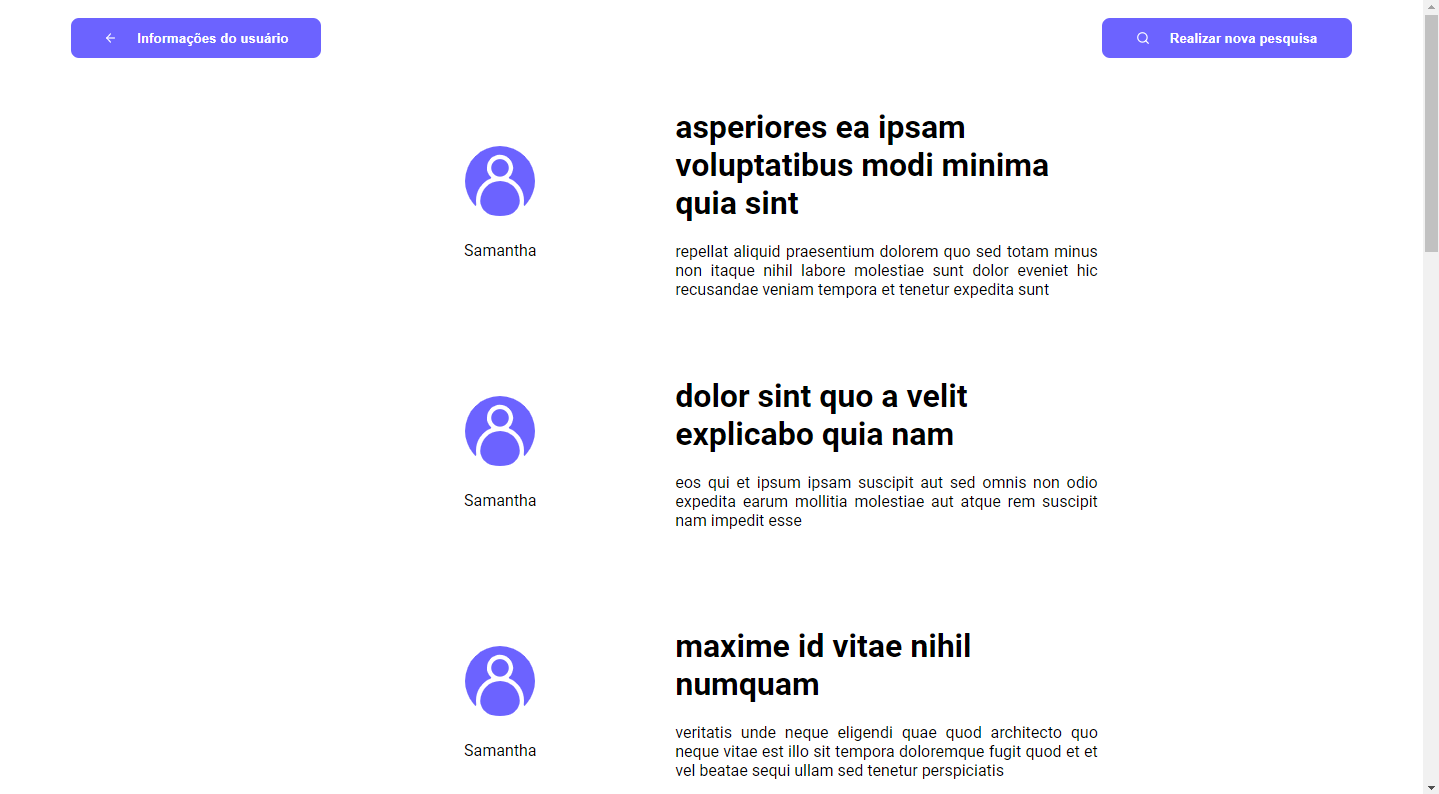 Informações do usuário
Realizar nova pesquisa
asperiores ea ipsam
voluptatibus modi minima
quia sint
Samantha
repellat aliquid praesentium dolorem quo sed totam minus
non itaque nihil labore molestiae sunt dolor eveniet hic
recusandae veniam tempora et tenetur expedita sunt
dolor sint quo a velit
explicabo quia nam
Samantha
eos qui et ipsum ipsam suscipit aut sed omnis non odio
expedita earum mollitia molestiae aut atque rem suscipit
nam impedit esse
maxime id vitae nihil
numquam
Samantha
veritatis unde neque eligendi quae quod architecto quo
neque vitae est illo sit tempora doloremque fugit quod et et
vel beatae sequi ullam sed tenetur perspiciatis